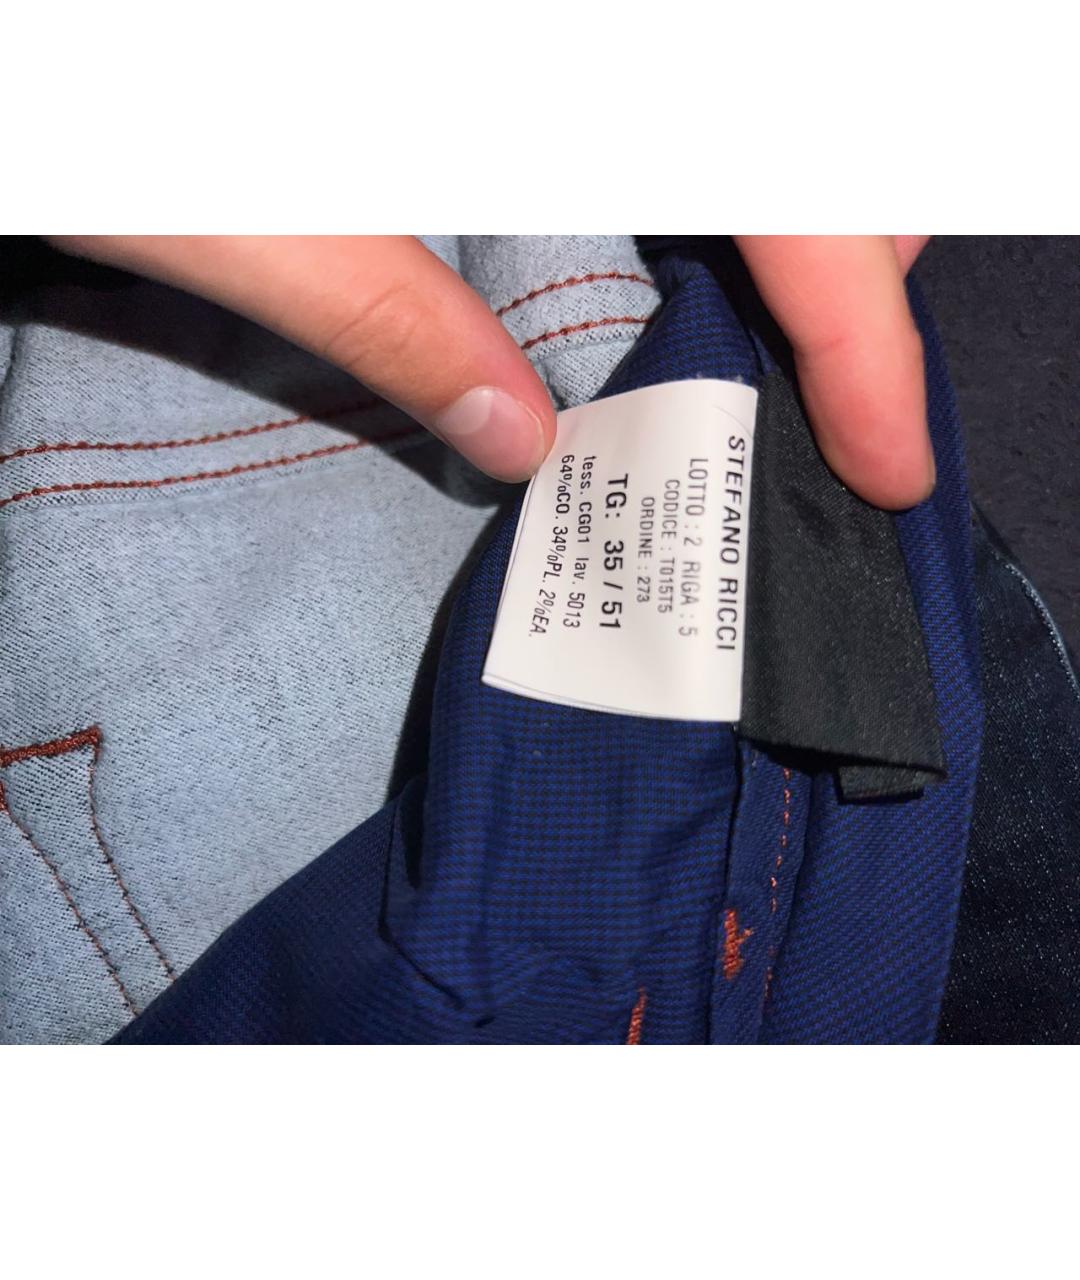 STEFANO RICCI
LOTTO : 2 RIGA : 5
CODICE : T015T5
ORDINE : 273
TG: 35 / 51
tess. CG01 lav. 5013
64%CO. 34%PL. 2%EA.